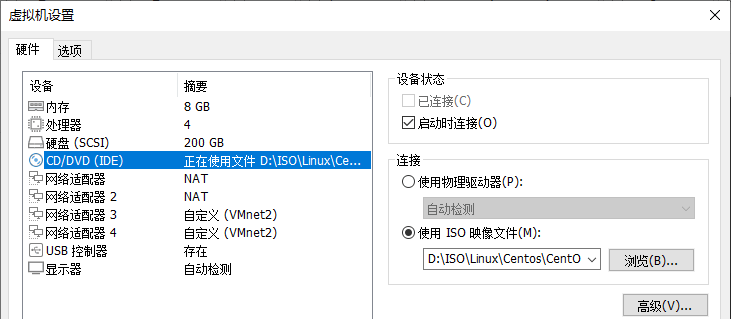 虚拟机设置
硬件 选项
设备 摘要
内存 8 GB
处理器 4
硬盘 (SCSI) 200 GB
CD/DVD (IDE) 正在使用文件 D:\ISO\Linux\Ce...
网络适配器 NAT
网络适配器 2 NAT
网络适配器 3 自定义 (VMnet2)
网络适配器 4 自定义 (VMnet2)
USB 控制器 存在
显示器 自动检测
设备状态
已连接(C)
启动时连接(O)
连接
使用物理驱动器(P):
自动检测
使用 ISO 映像文件(M):
D:\ISO\Linux\Centos\CentO 浏览(B)...
高级(V)...